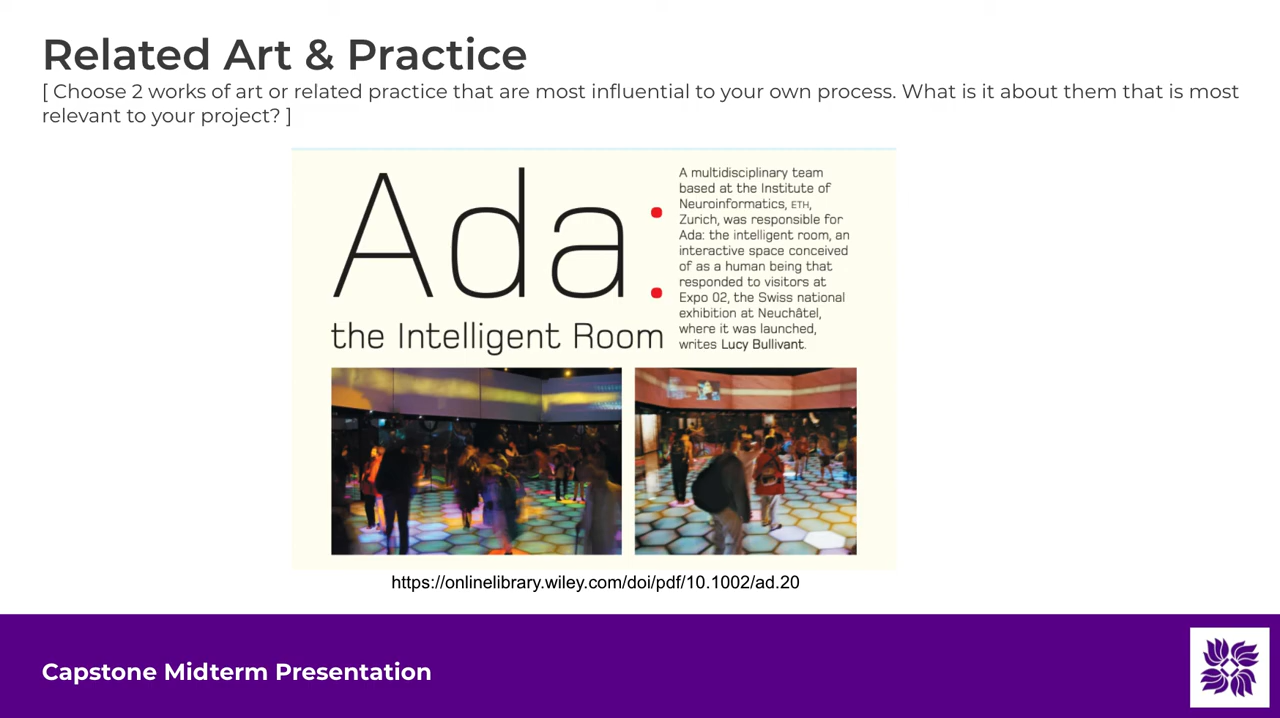 Related Art & Practice
[ Choose 2 works of art or related practice that are most influential to your own process. What is it about them that is most
relevant to your project? ]
Ada:
the Intelligent Room
A multidisciplinary team
based at the Institute of
Neuroinformatics, ETH,
Zurich, was responsible for
Ada: the intelligent room, an
interactive space conceived
of as a human being that
responded to visitors at
Expo 02, the Swiss national
exhibition at Neuchâtel,
where it was launched,
writes Lucy Bullivant.
https://onlinelibrary.wiley.com/doi/pdf/10.1002/ad.20
Capstone Midterm Presentation